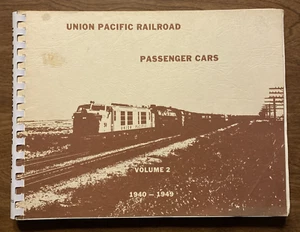 UNION PACIFIC RAILROAD
PASSENGER CARS
VOLUME 2
1940 — 1949